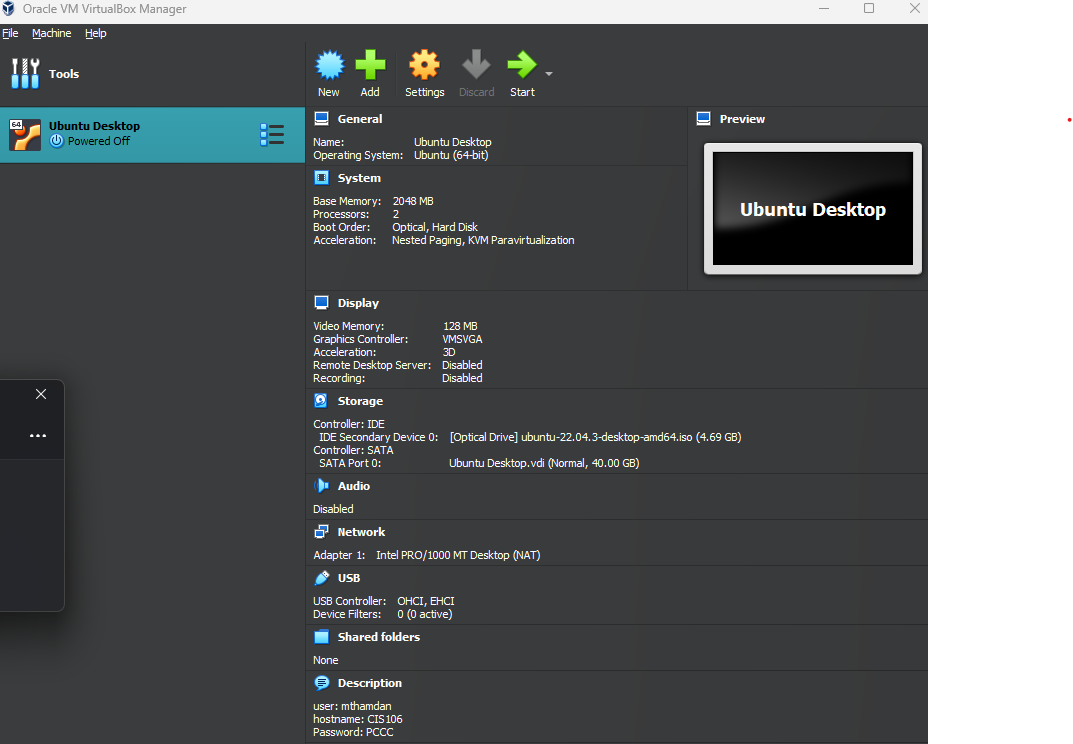 Oracle VM VirtualBox Manager
File Machine Help
Tools
New Add Settings Discard Start
64
Ubuntu Desktop
Powered Off
General
Name: Ubuntu Desktop
Operating System: Ubuntu (64-bit)
Preview
Ubuntu Desktop
System
Base Memory: 2048 MB
Processors: 2
Boot Order: Optical, Hard Disk
Acceleration: Nested Paging, KVM Paravirtualization
Display
Video Memory: 128 MB
Graphics Controller: VMSVGA
Acceleration: 3D
Remote Desktop Server: Disabled
Recording: Disabled
Storage
Controller: IDE
IDE Secondary Device 0: [Optical Drive] ubuntu-22.04.3-desktop-amd64.iso (4.69 GB)
Controller: SATA
SATA Port 0: Ubuntu Desktop.vdi (Normal, 40.00 GB)
Audio
Disabled
Network
Adapter 1: Intel PRO/1000 MT Desktop (NAT)
USB
USB Controller: OHCI, EHCI
Device Filters: 0 (0 active)
Shared folders
None
Description
user: mthamdan
hostname: CIS106
Password: PCCC